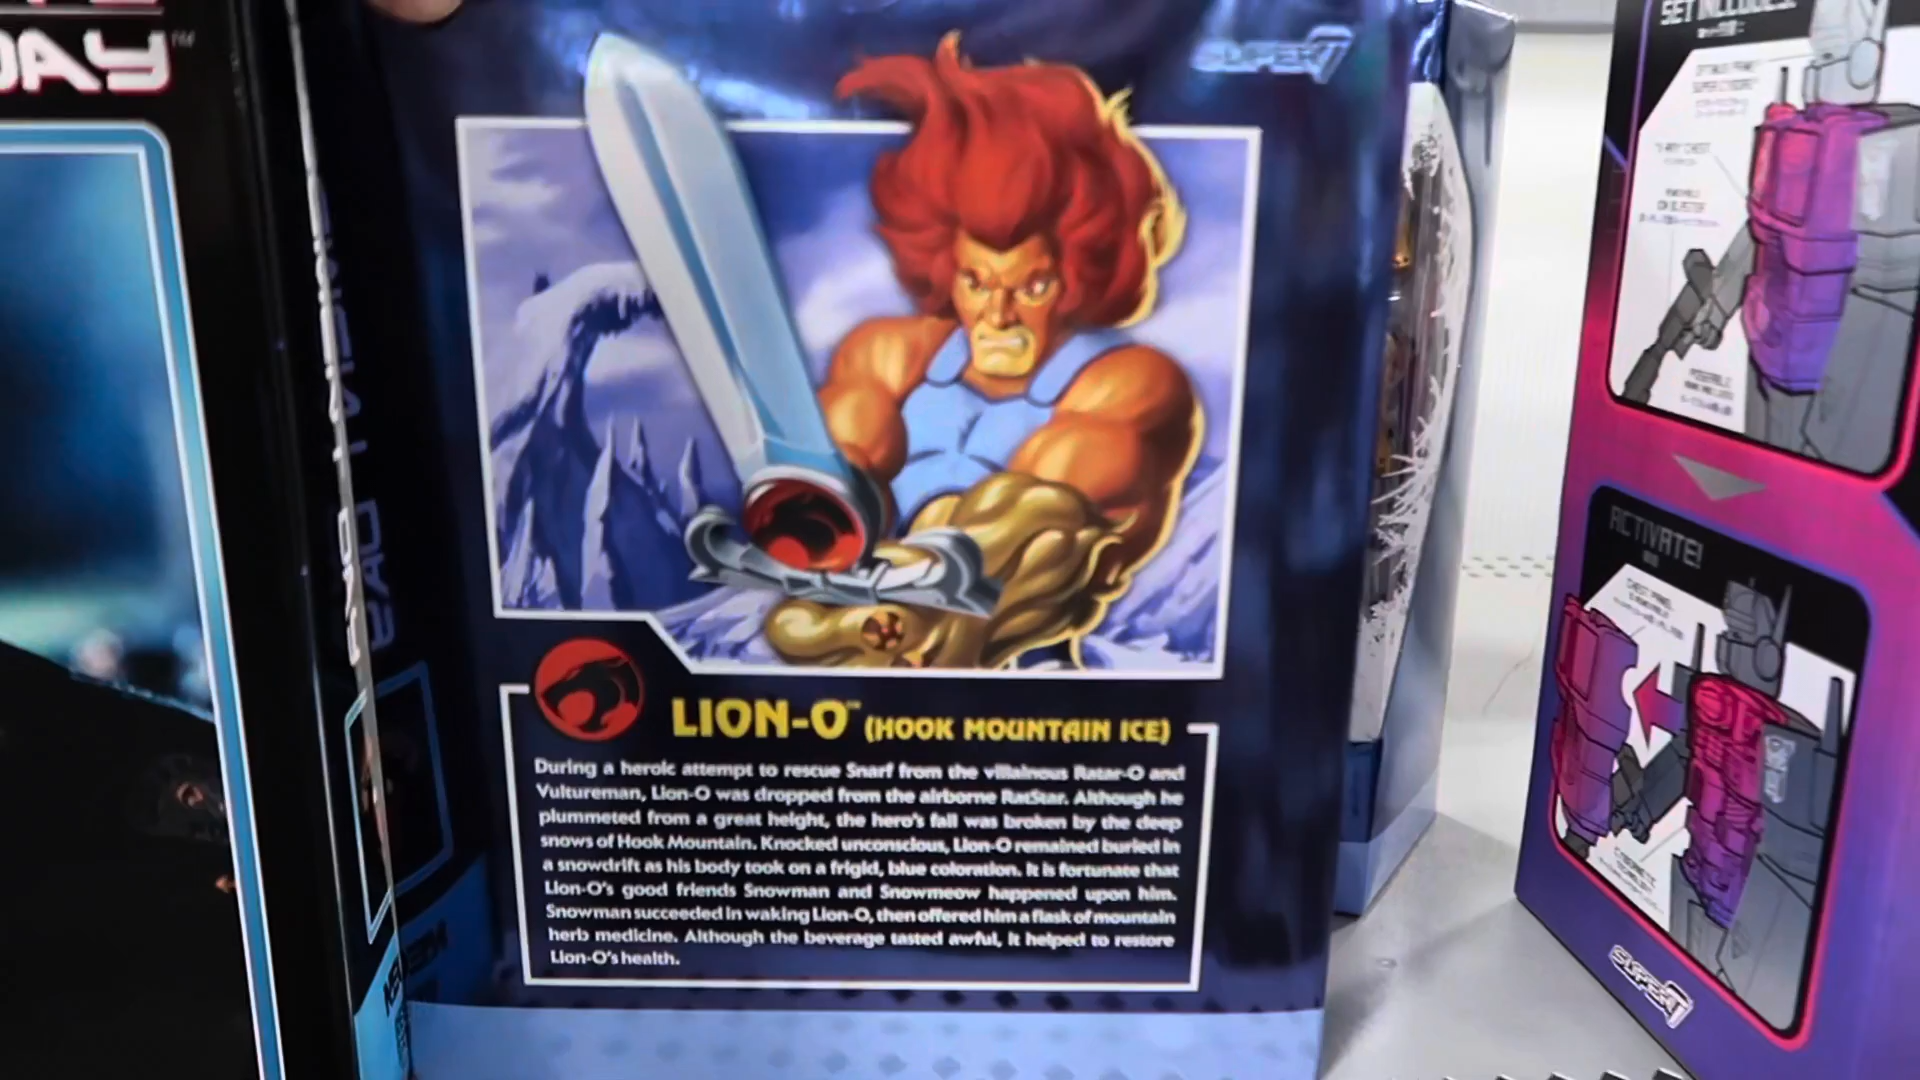 DAY™
SUPER7
LION-O™ (HOOK MOUNTAIN ICE)
During a heroic attempt to rescue Snarf from the villainous Ratar-O and
Vultureman, Lion-O was dropped from the airborne RatStar. Although he
plummeted from a great height, the hero's fall was broken by the deep
snows of Hook Mountain. Knocked unconscious, Lion-O remained buried in
a snowdrift as his body took on a frigid, blue coloration. It is fortunate that
Lion-O's good friends Snowman and Snowmeow happened upon him.
Snowman succeeded in waking Lion-O, then offered him a flask of mountain
herb medicine. Although the beverage tasted awful, it helped to restore
Lion-O's health.
SET INCLUDES:
ACTIVATE!
SUPER7